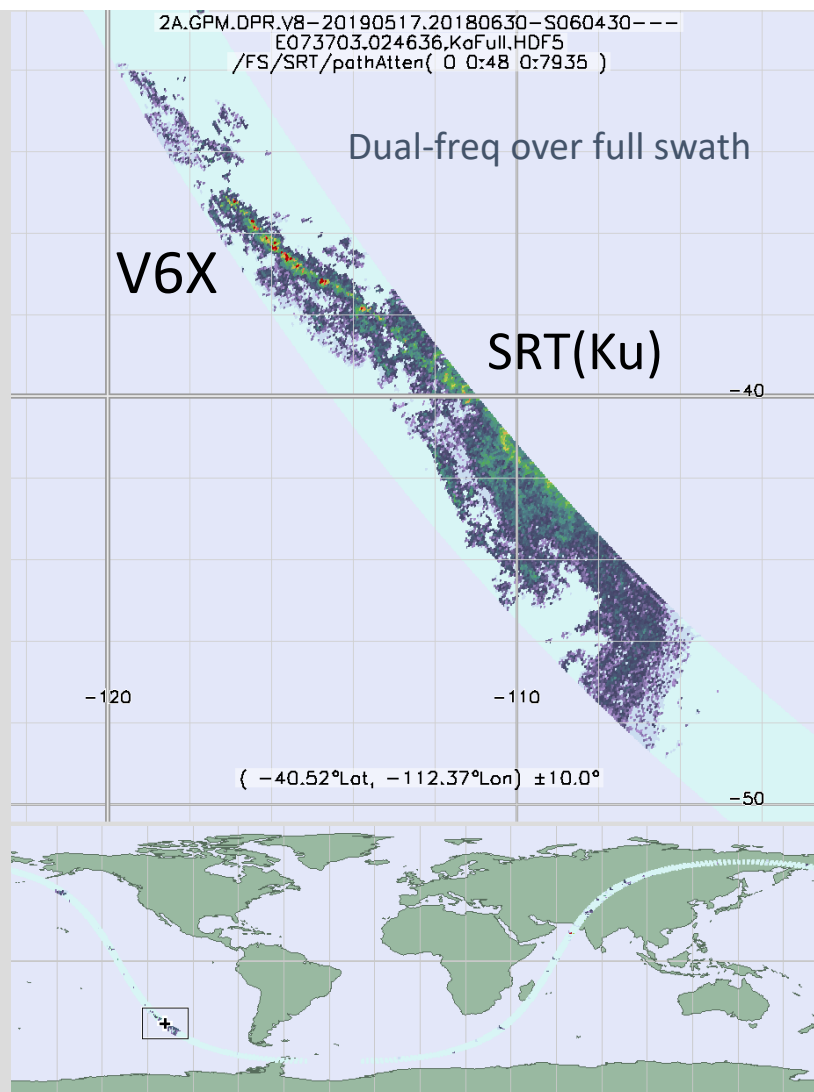 2A.GPM.DPR.V8-20190517.20180630-S060430---
E073703.024636.KaFull.HDF5
/FS/SRT/pathAtten( 0 0:48 0:7935 )
Dual-freq over full swath
V6X
SRT(Ku)
-40
-120
-110
( -40.52°Lat, -112.37°Lon) ±10.0°
-50